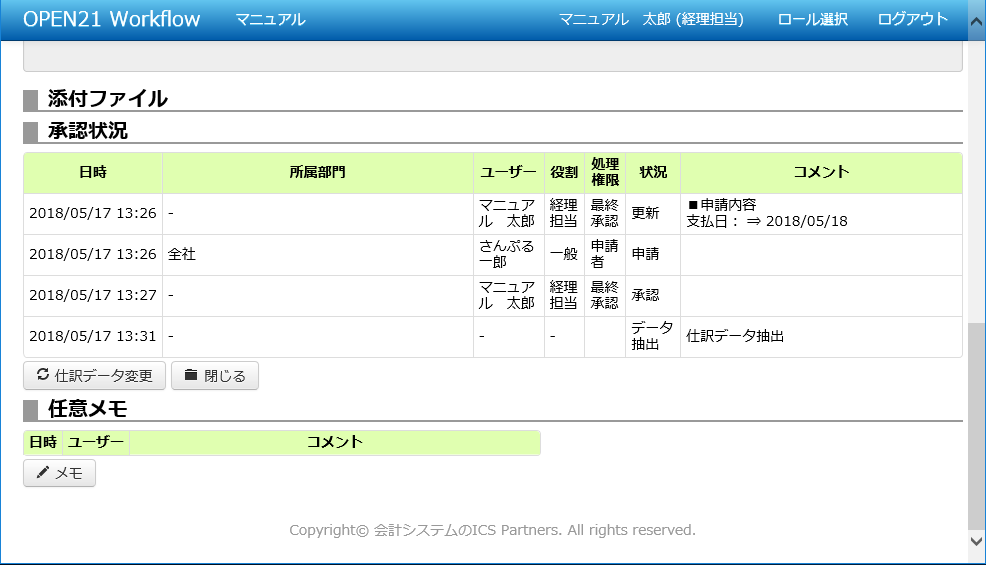 OPEN21 Workflow マニュアル マニュアル　太郎 (経理担当) ロール選択 ログアウト
添付ファイル
承認状況
日時 所属部門 ユーザー 役割 処理権限 状況 コメント
2018/05/17 13:26 - マニュアル　太郎 経理担当 最終承認 更新 ■申請内容
支払日： ⇒ 2018/05/18
2018/05/17 13:26 全社 さんぷる一郎 一般 申請者 申請
2018/05/17 13:27 - マニュアル　太郎 経理担当 最終承認 承認
2018/05/17 13:31 - - - データ抽出 仕訳データ抽出
仕訳データ変更 閉じる
任意メモ
日時 ユーザー コメント
メモ
Copyright© 会計システムのICS Partners. All rights reserved.